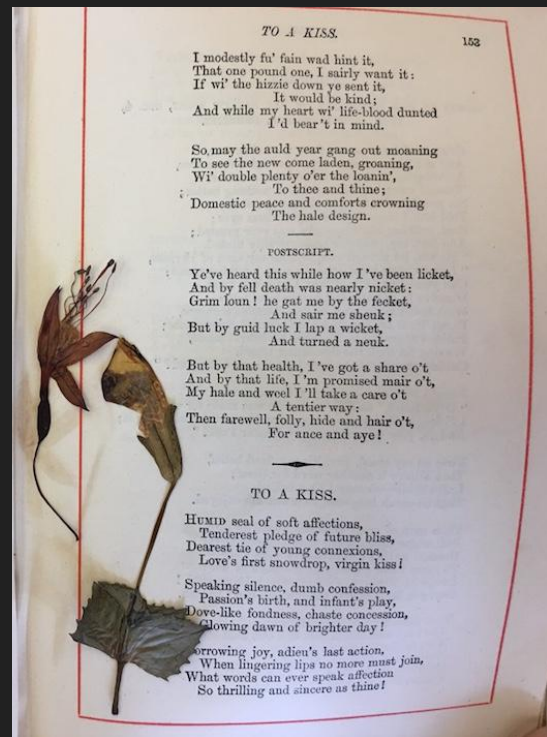 TO A KISS.
153
I modestly fu' fain wad hint it,
That one pound one, I sairly want it:
If wi' the hizzie down ye sent it,
It would be kind;
And while my heart wi' life-blood dunted
I'd bear't in mind.
So may the auld year gang out moaning
To see the new come laden, groaning,
Wi' double plenty o'er the loanin',
To thee and thine;
Domestic peace and comforts crowning
The hale design.
POSTSCRIPT.
Ye've heard this while how I've been licket,
And by fell death was nearly nicket:
Grim loun! he gat me by the fecket,
And sair me sheuk;
But by guid luck I lap a wicket,
And turned a neuk.
But by that health, I've got a share o't
And by that life, I'm promised mair o't,
My hale and weel I'll take a care o't
A tentier way:
Then farewell, folly, hide and hair o't,
For ance and aye!
TO A KISS.
HUMID seal of soft affections,
Tenderest pledge of future bliss,
Dearest tie of young connexions,
Love's first snowdrop, virgin kiss!
Speaking silence, dumb confession,
Passion's birth, and infant's play,
Dove-like fondness, chaste concession,
Glowing dawn of brighter day!
orrowing joy, adieu's last action,
When lingering lips no more must join,
What words can ever speak affection
So thrilling and sincere as thine!